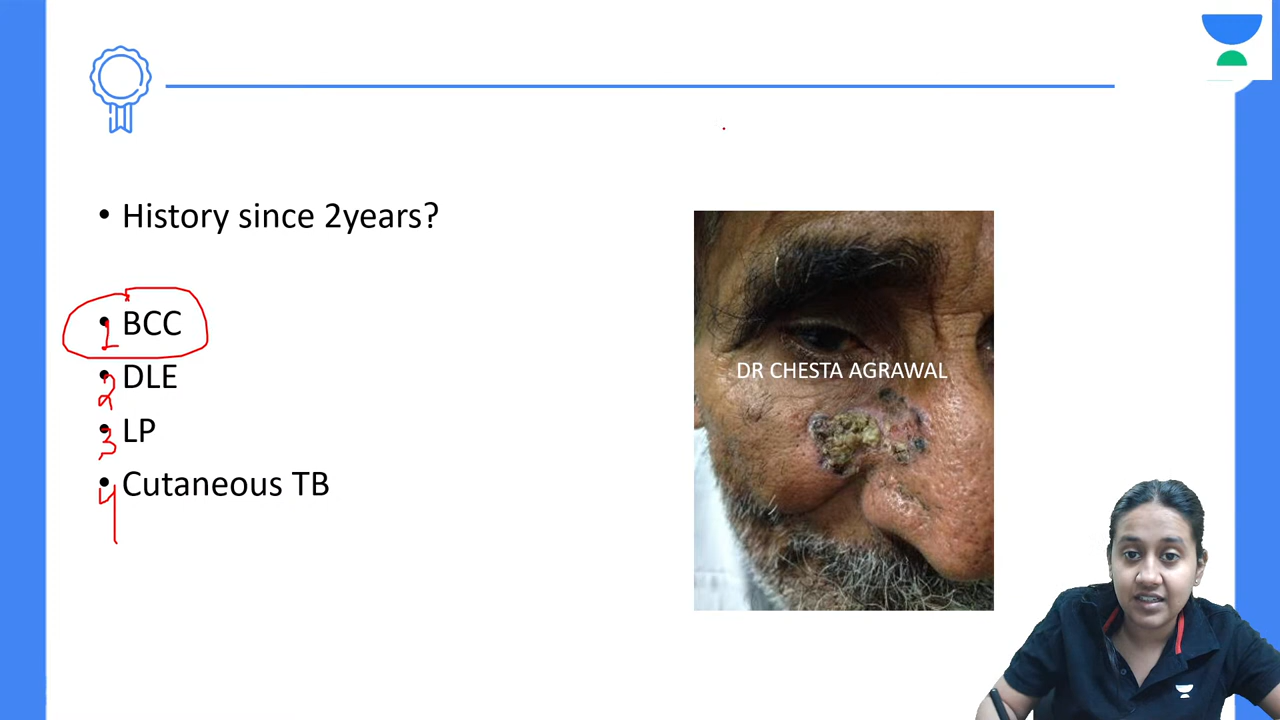 • History since 2years?
• BCC
1
• DLE
2
• LP
3
• Cutaneous TB
4
DR CHESTA AGRAWAL